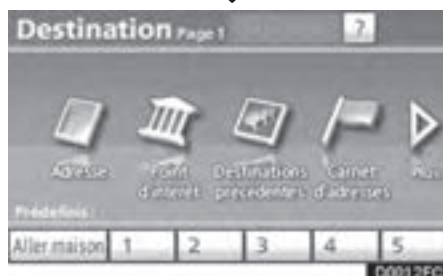 Destination Page 1 ?
Adresse Point Destinations Carnet Plus
d'intérêt précédentes d'adresses
Prédéfinis :
Aller maison 1 2 3 4 5
D0012FC